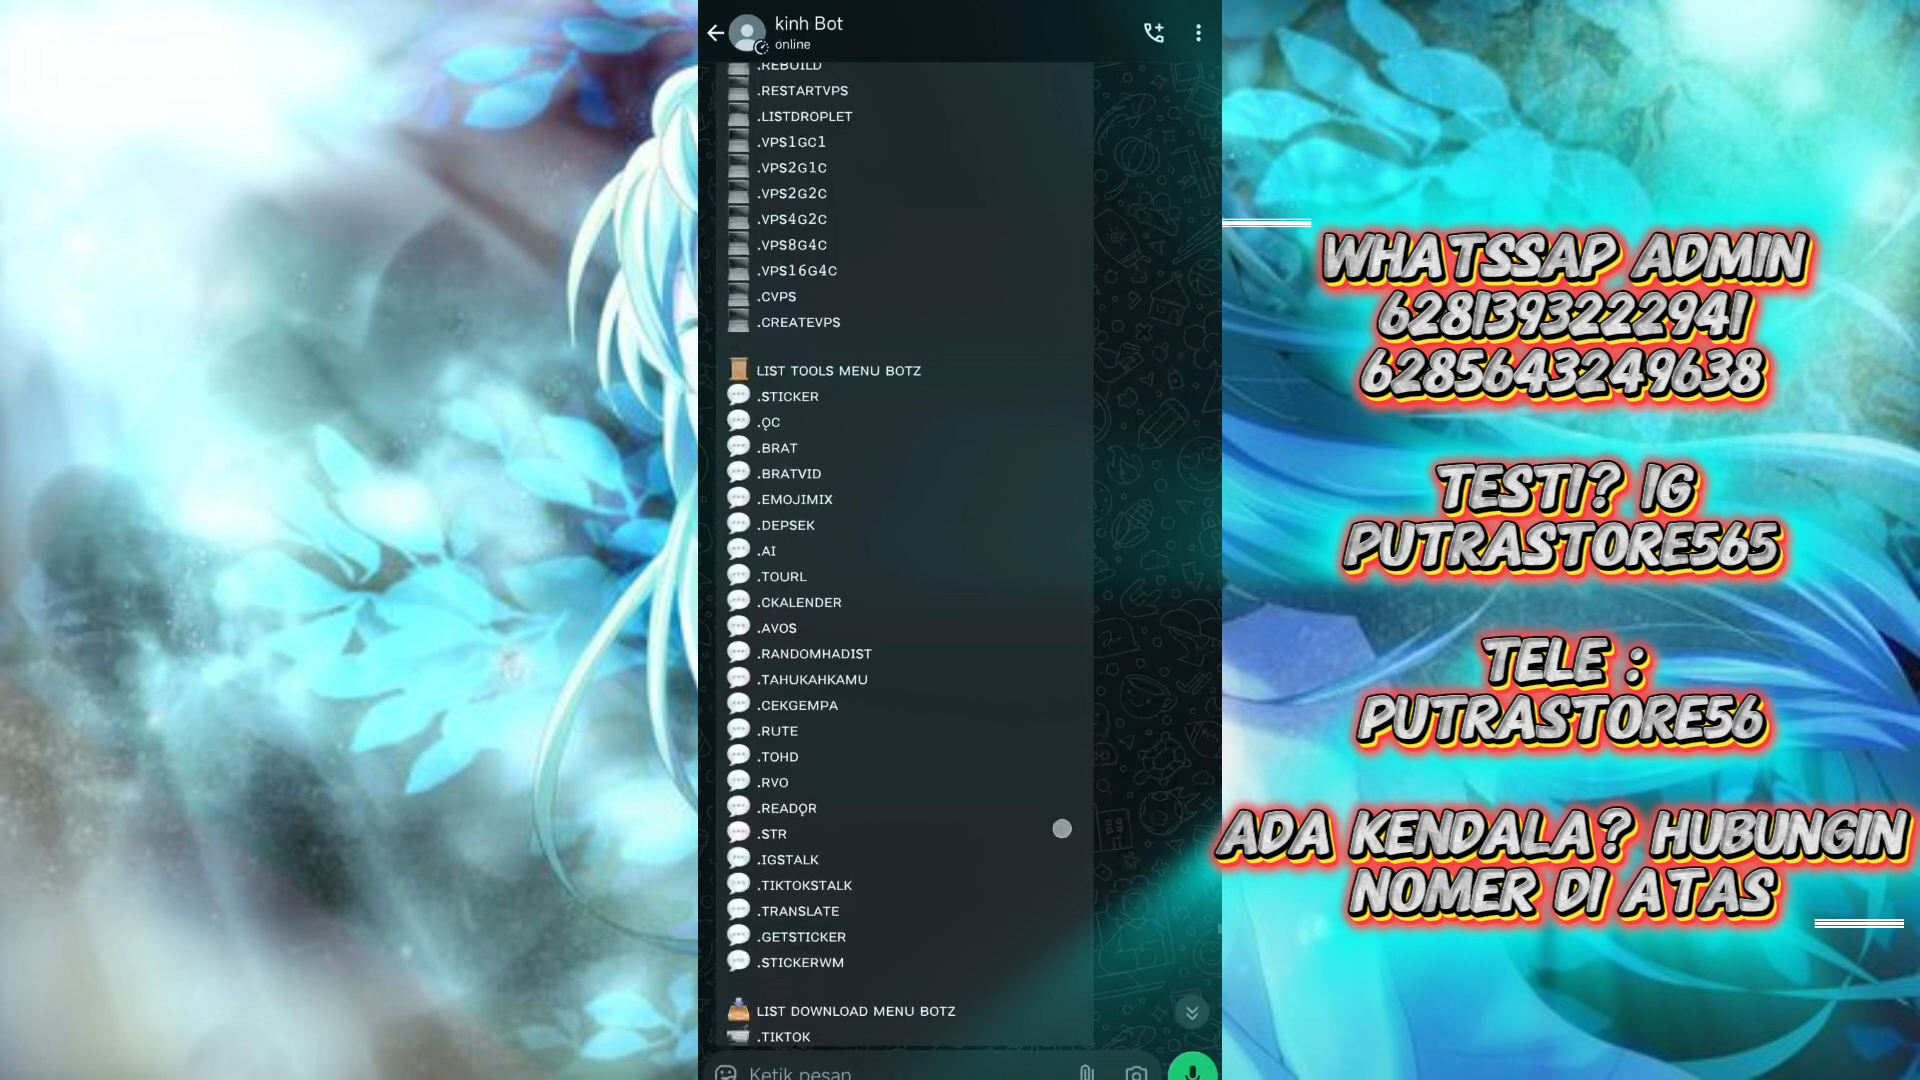 kinh Bot
online
.REBUILD
.RESTARTVPS
.LISTDROPLET
.VPS1GC1
.VPS2G1C
.VPS2G2C
.VPS4G2C
.VPS8G4C
.VPS16G4C
.CVPS
.CREATEVPS
LIST TOOLS MENU BOTZ
.STICKER
.QC
.BRAT
.BRATVID
.EMOJIMIX
.DEPSEK
.AI
.TOURL
.CKALENDER
.AVOS
.RANDOMHADIST
.TAHUKAHKAMU
.CEKGEMPA
.RUTE
.TOHD
.RVO
.READQR
.STR
.IGSTALK
.TIKTOKSTALK
.TRANSLATE
.GETSTICKER
.STICKERWM
LIST DOWNLOAD MENU BOTZ
.TIKTOK
Ketik pesan
WHATSSAP ADMIN
6281393222941
6285643249638
TESTI? IG
PUTRASTORE565
TELE :
PUTRASTORE56
ADA KENDALA? HUBUNGIN
NOMER DI ATAS